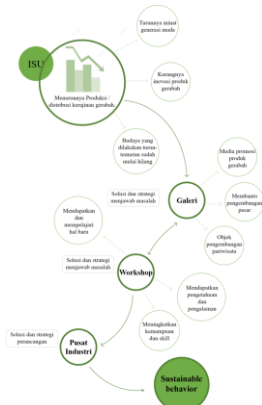 Turunnya minat
generasi muda
ISU
Menurunnya Produksi /
distribusi kerajinan gerabah.
Kurangnya
inovasi produk
gerabah
Budaya yang
dilakukan turun-
temurun sudah
mulai hilang
Media promosi
produk
gerabah
Solusi dan strategi
menjawab masalah
Galeri
Membantu
pengembangan
pasar
Mendapatkan
dan
mempelajari
hal baru
Objek
pengembangan
pariwisata
Solusi dan strategi
menjawab masalah
Workshop
Mendapatkan
pengetahuan
dan
pengalaman
Meningkatkan
kemampuan
dan skill
Solusi dan strategi
perancangan
Pusat
Industri
Sustainable
behavior